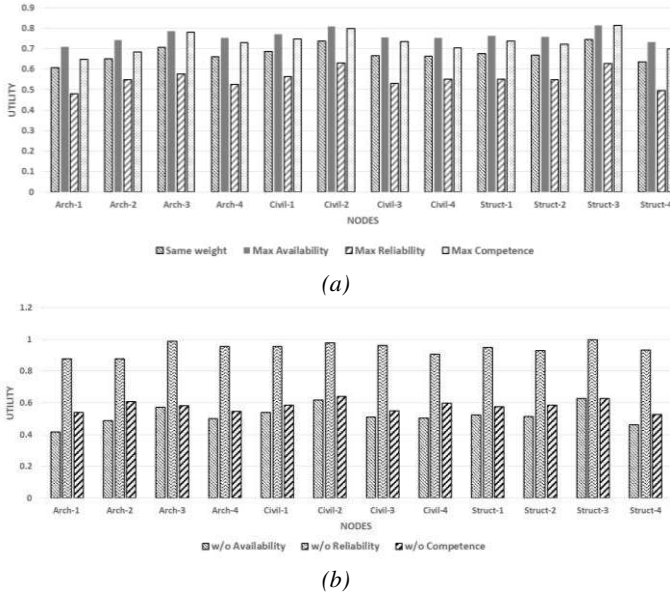 0.9
0.8
0.7
0.6
0.5
0.4
0.3
0.2
0.1
0
UTILITY
Arch-1 Arch-2 Arch-3 Arch-4 Civil-1 Civil-2 Civil-3 Civil-4 Struct-1 Struct-2 Struct-3 Struct-4
NODES
Same weight Max Availability Max Reliability Max Competence
(a)
1.2
1
0.8
0.6
0.4
0.2
0
UTILITY
Arch-1 Arch-2 Arch-3 Arch-4 Civil-1 Civil-2 Civil-3 Civil-4 Struct-1 Struct-2 Struct-3 Struct-4
NODES
w/o Availability w/o Reliability w/o Competence
(b)